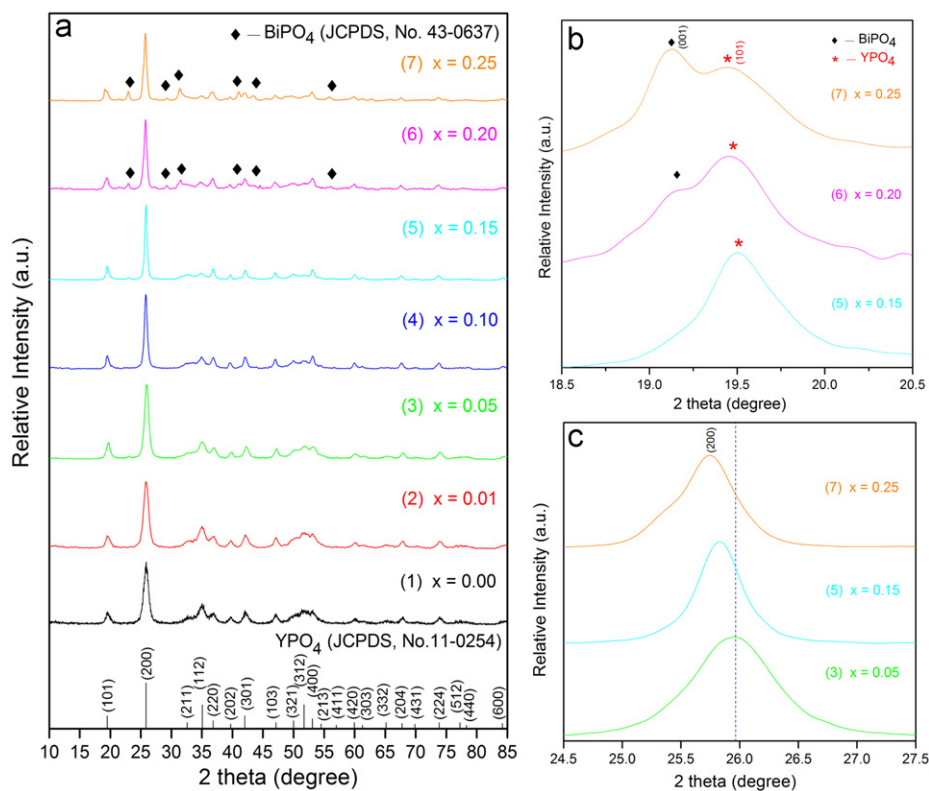 a
◆ — BiPO4 (JCPDS, No. 43-0637)
(7) x = 0.25
(6) x = 0.20
(5) x = 0.15
(4) x = 0.10
(3) x = 0.05
(2) x = 0.01
(1) x = 0.00
YPO4 (JCPDS, No.11-0254)
(101)
(200)
(211)
(112)
(220)
(202)
(301)
(103)
(321)
(312)
(400)
(213)
(411)
(420)
(303)
(332)
(204)
(431)
(224)
(512)
(440)
(600)
10 15 20 25 30 35 40 45 50 55 60 65 70 75 80 85
2 theta (degree)
Relative Intensity (a.u.)
b
◆ — BiPO4
* — YPO4
(001)
(101)
(7) x = 0.25
(6) x = 0.20
(5) x = 0.15
18.5 19.0 19.5 20.0 20.5
2 theta (degree)
Relative Intensity (a.u.)
c
(200)
(7) x = 0.25
(5) x = 0.15
(3) x = 0.05
24.5 25.0 25.5 26.0 26.5 27.0 27.5
2 theta (degree)
Relative Intensity (a.u.)